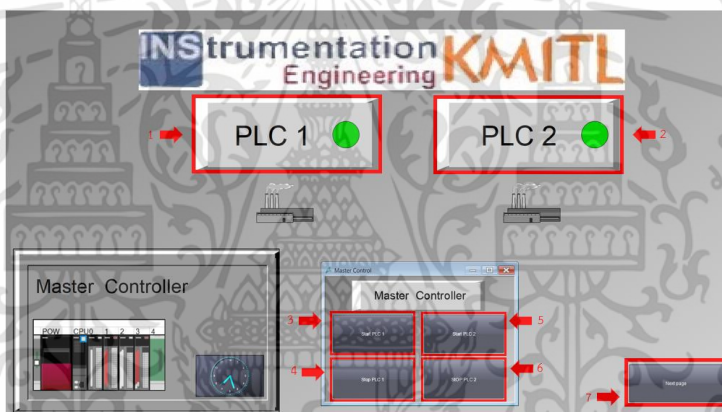 INStrumentation
Engineering
KMITL
1
PLC 1
PLC 2
2
Master Controller
POW CPU0 1 2 3 4
Master Control
Master Controller
3
Start PLC 1
Start PLC 2
5
4
Stop PLC 1
STOP PLC 2
6
7
Next page